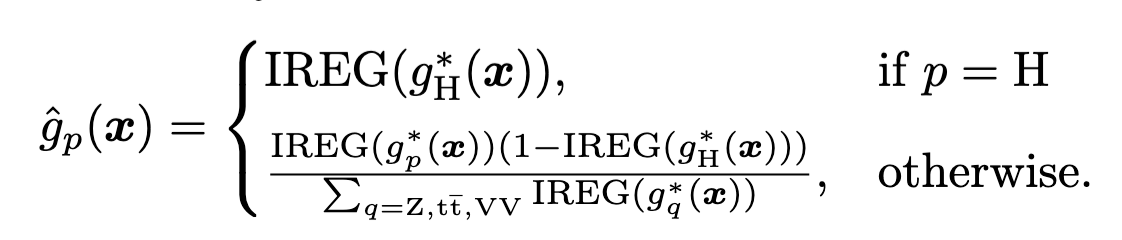 ĝ_p(𝒙) = { IREG(g*_H(𝒙)), if p = H
IREG(g*_p(𝒙))(1−IREG(g*_H(𝒙))) / ∑_{q=Z,tt̄,VV} IREG(g*_q(𝒙)), otherwise.